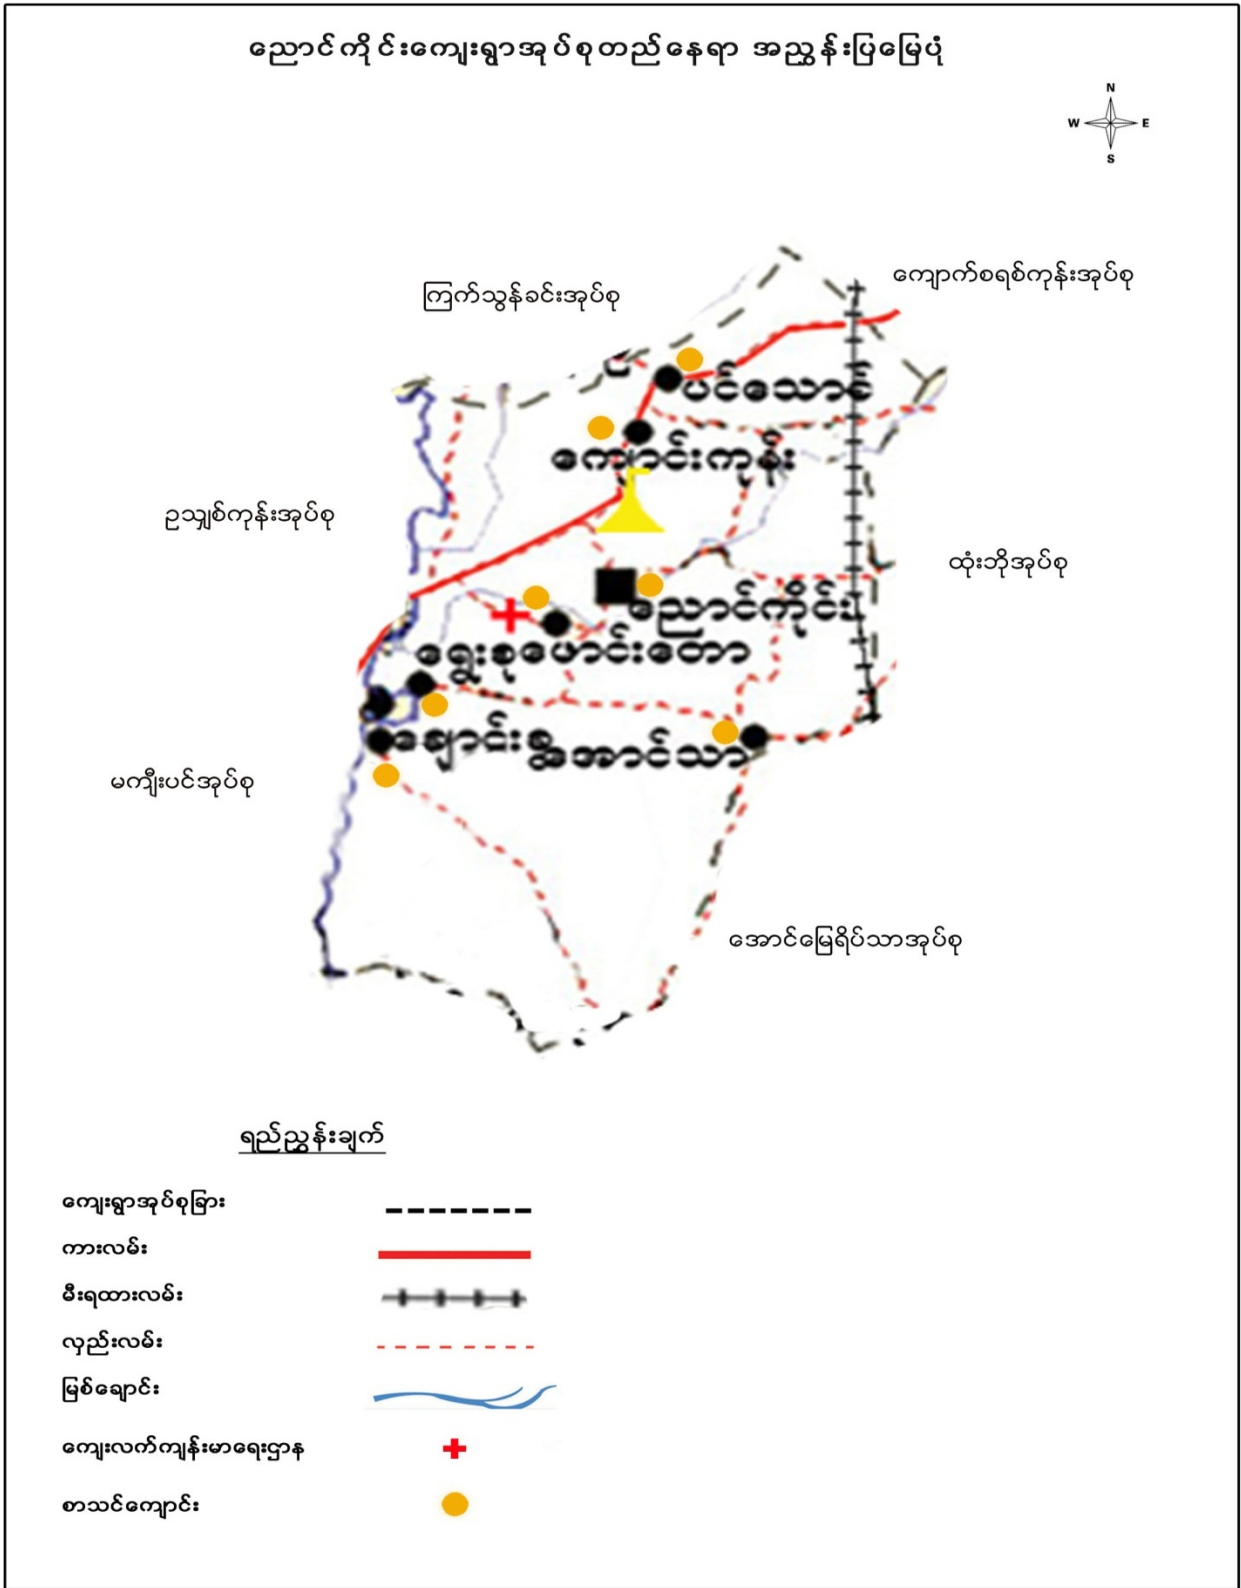 ညောင်ကိုင်းကျေးရွာအုပ်စုတည်နေရာ အညွှန်းပြမြေပုံ
N
W E
S
ကျောက်စရစ်ကုန်းအုပ်စု
ကြက်သွန်ခင်းအုပ်စု
ပင်သောင်
ကျောင်းကုန်း
ဥသျှစ်ကုန်းအုပ်စု
ထုံးဘိုအုပ်စု
ညောင်ကိုင်း
ရွှေးစု
ဖောင်းတော
ချောင်းစွ
အောင်သာ
မကျီးပင်အုပ်စု
အောင်မြေရိပ်သာအုပ်စု
ရည်ညွှန်းချက်
ကျေးရွာအုပ်စုခြား
ကားလမ်း
မီးရထားလမ်း
လှည်းလမ်း
မြစ်ချောင်း
ကျေးလက်ကျန်းမာရေးဌာန
စာသင်ကျောင်း